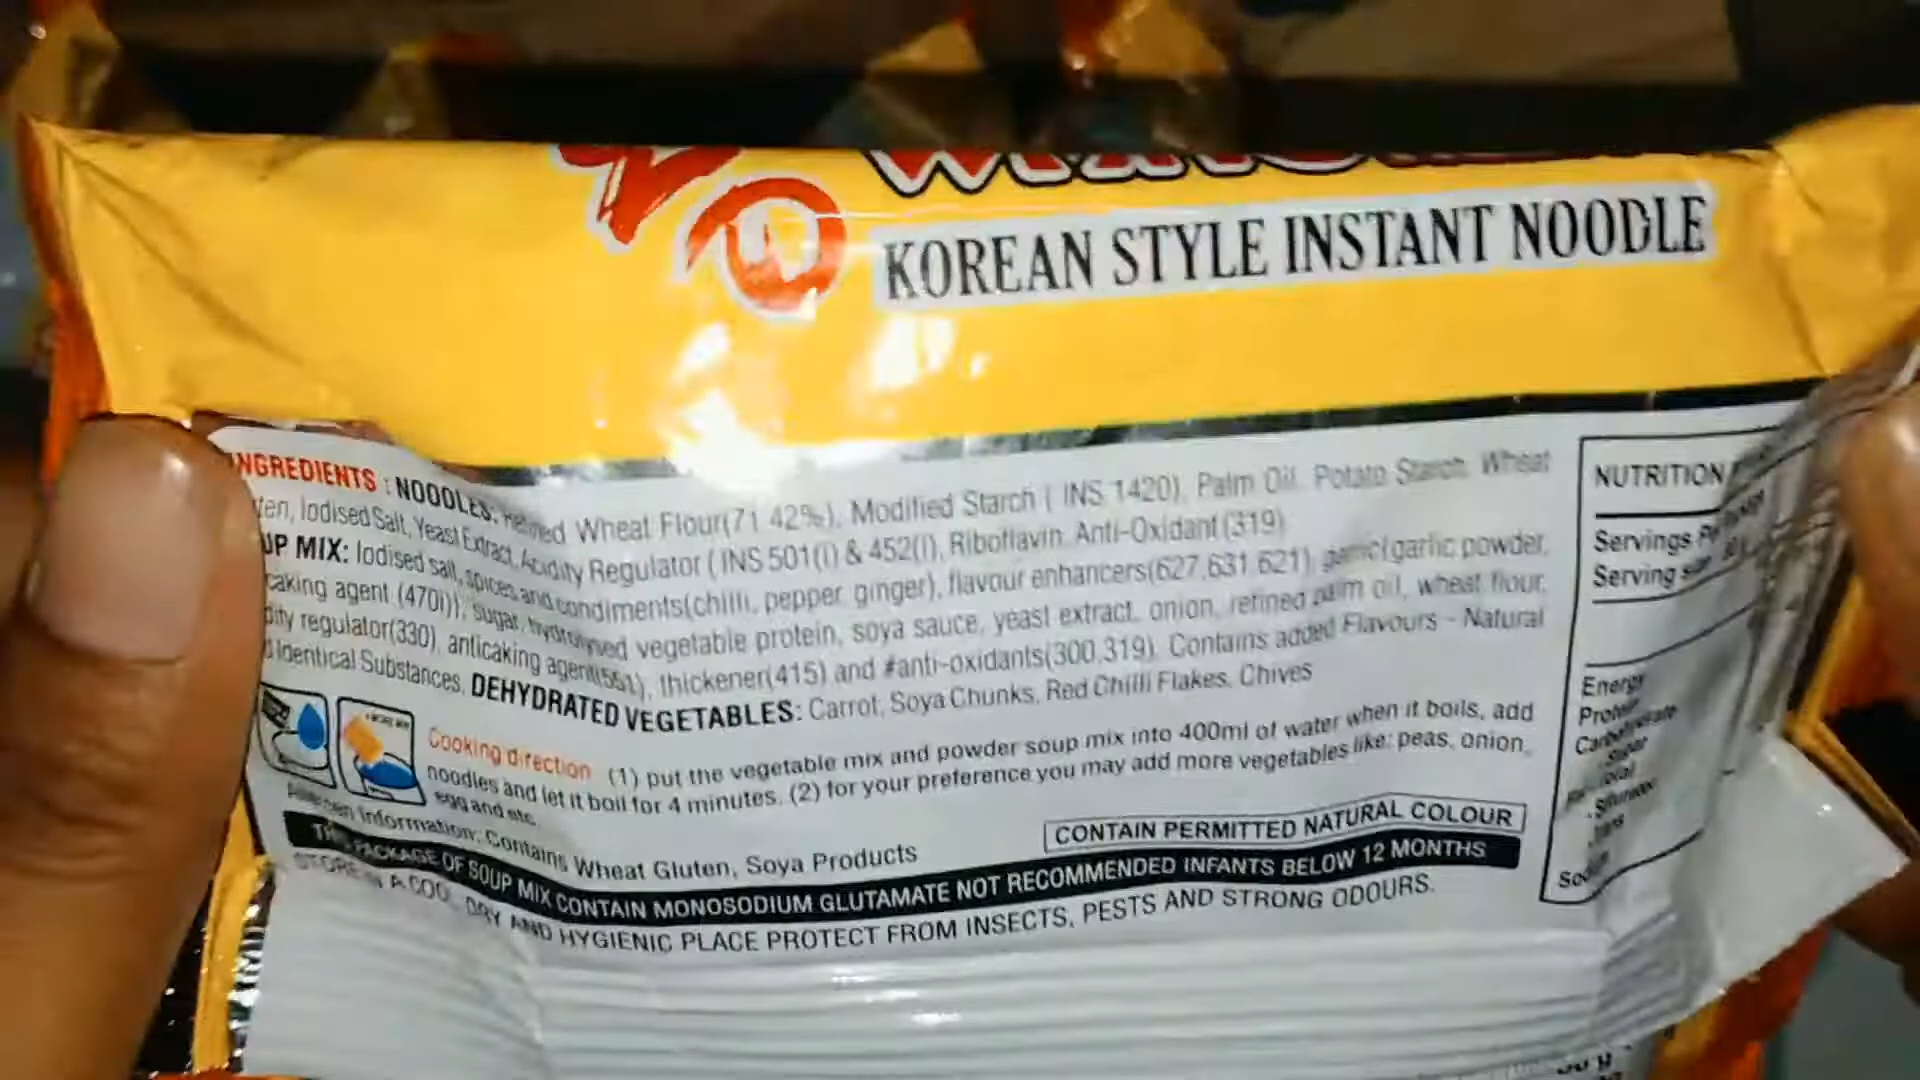 KOREAN STYLE INSTANT NOODLE
INGREDIENTS : NOODLES: Refined Wheat Flour(71.42%), Modified Starch ( INS 1420), Palm Oil, Potato Starch, Wheat
Iodised Salt, Yeast Extract, Acidity Regulator ( INS 501(i) & 452(i), Riboflavin, Anti-Oxidant (319)
MIX: Iodised salt, spices and condiments(chilli, pepper, ginger), flavour enhancers(627,631,621), garlic powder,
caking agent (470i)), sugar, hydrolysed vegetable protein, soya sauce, yeast extract, onion, refined palm oil, wheat flour,
regulator(330), anticaking agent(551), thickener(415) and #anti-oxidants(300,319). Contains added Flavours - Natural
Identical Substances. DEHYDRATED VEGETABLES: Carrot, Soya Chunks, Red Chilli Flakes, Chives
Cooking direction (1) put the vegetable mix and powder soup mix into 400ml of water when it boils, add
noodles and let it boil for 4 minutes. (2) for your preference you may add more vegetables like: peas, onion,
egg and etc.
Allergen Information: Contains Wheat Gluten, Soya Products
CONTAIN PERMITTED NATURAL COLOUR
THIS PACKAGE OF SOUP MIX CONTAIN MONOSODIUM GLUTAMATE NOT RECOMMENDED INFANTS BELOW 12 MONTHS
STORE IN A COOL DRY AND HYGIENIC PLACE PROTECT FROM INSECTS, PESTS AND STRONG ODOURS.
NUTRITION
Servings
Serving
Energy
Protein
Carbohydrate